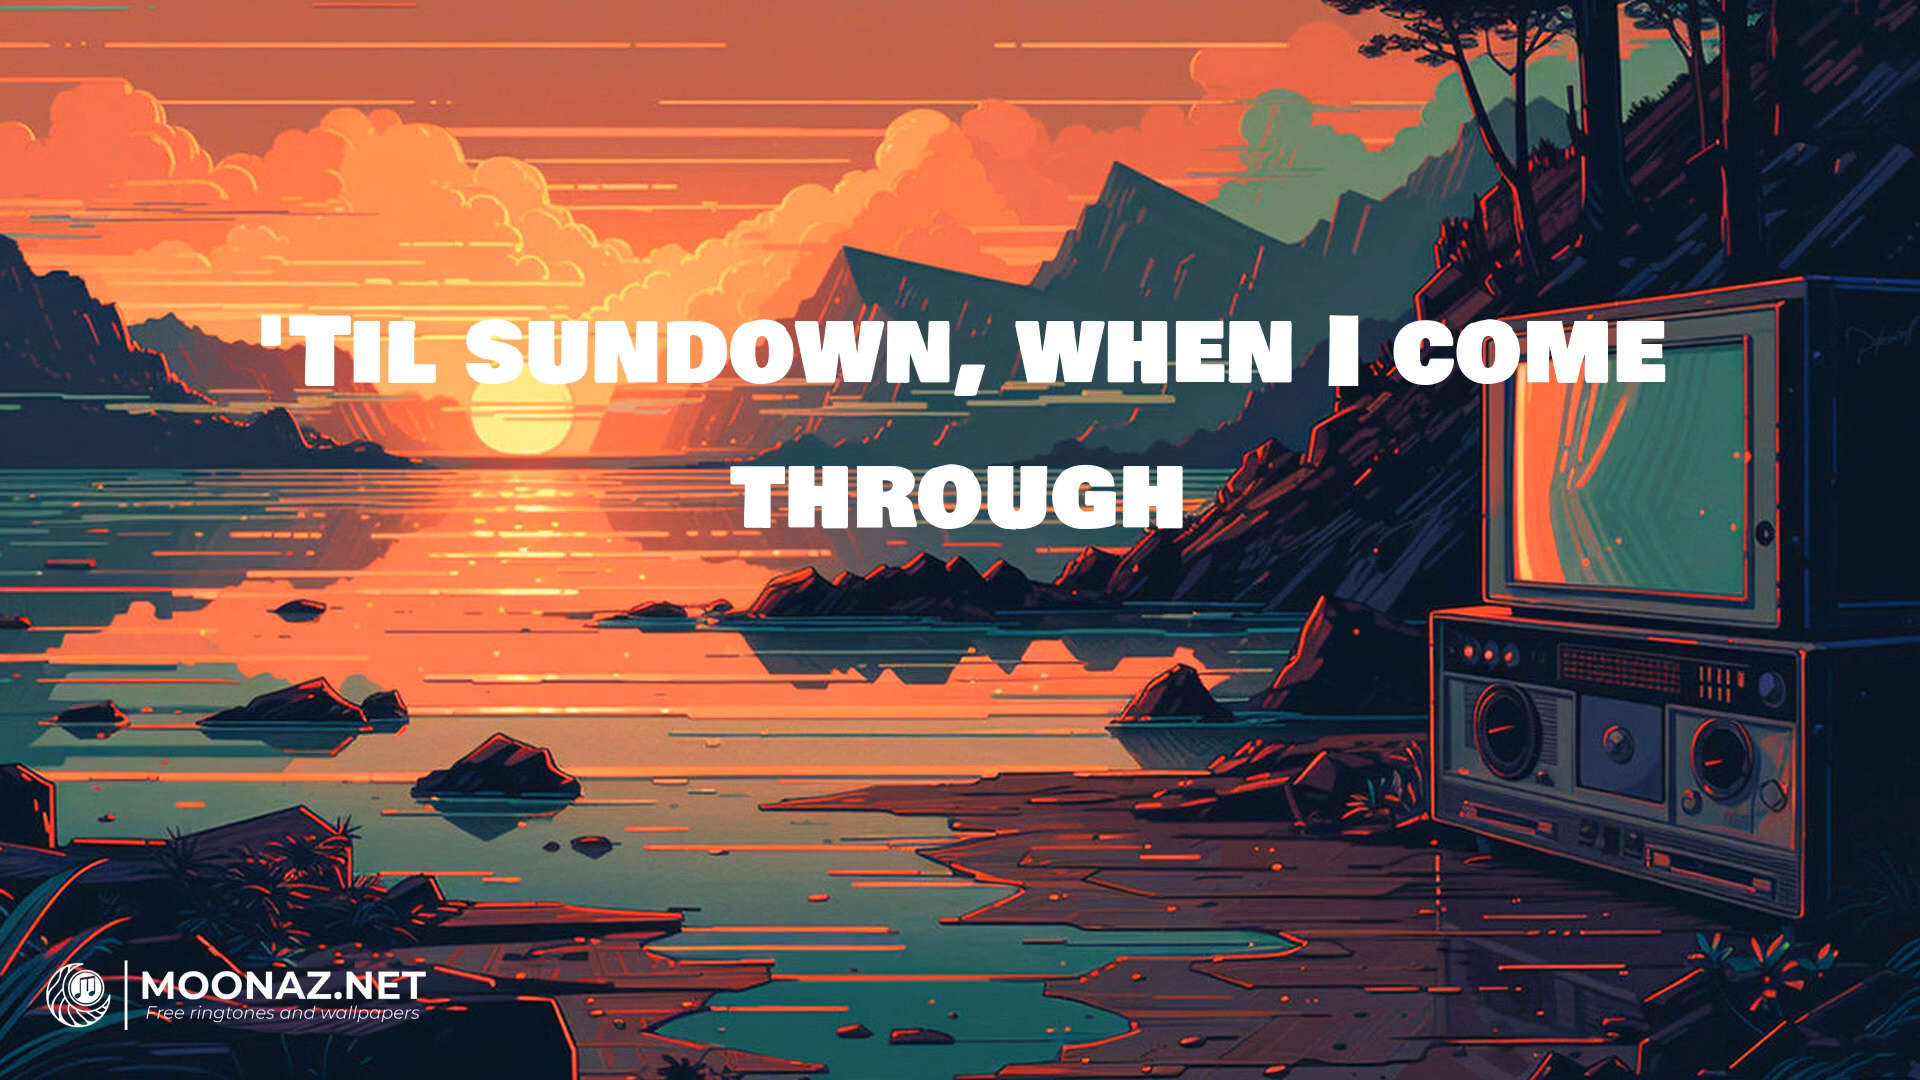 'Til sundown, when I come
through
MOONAZ.NET
Free ringtones and wallpapers